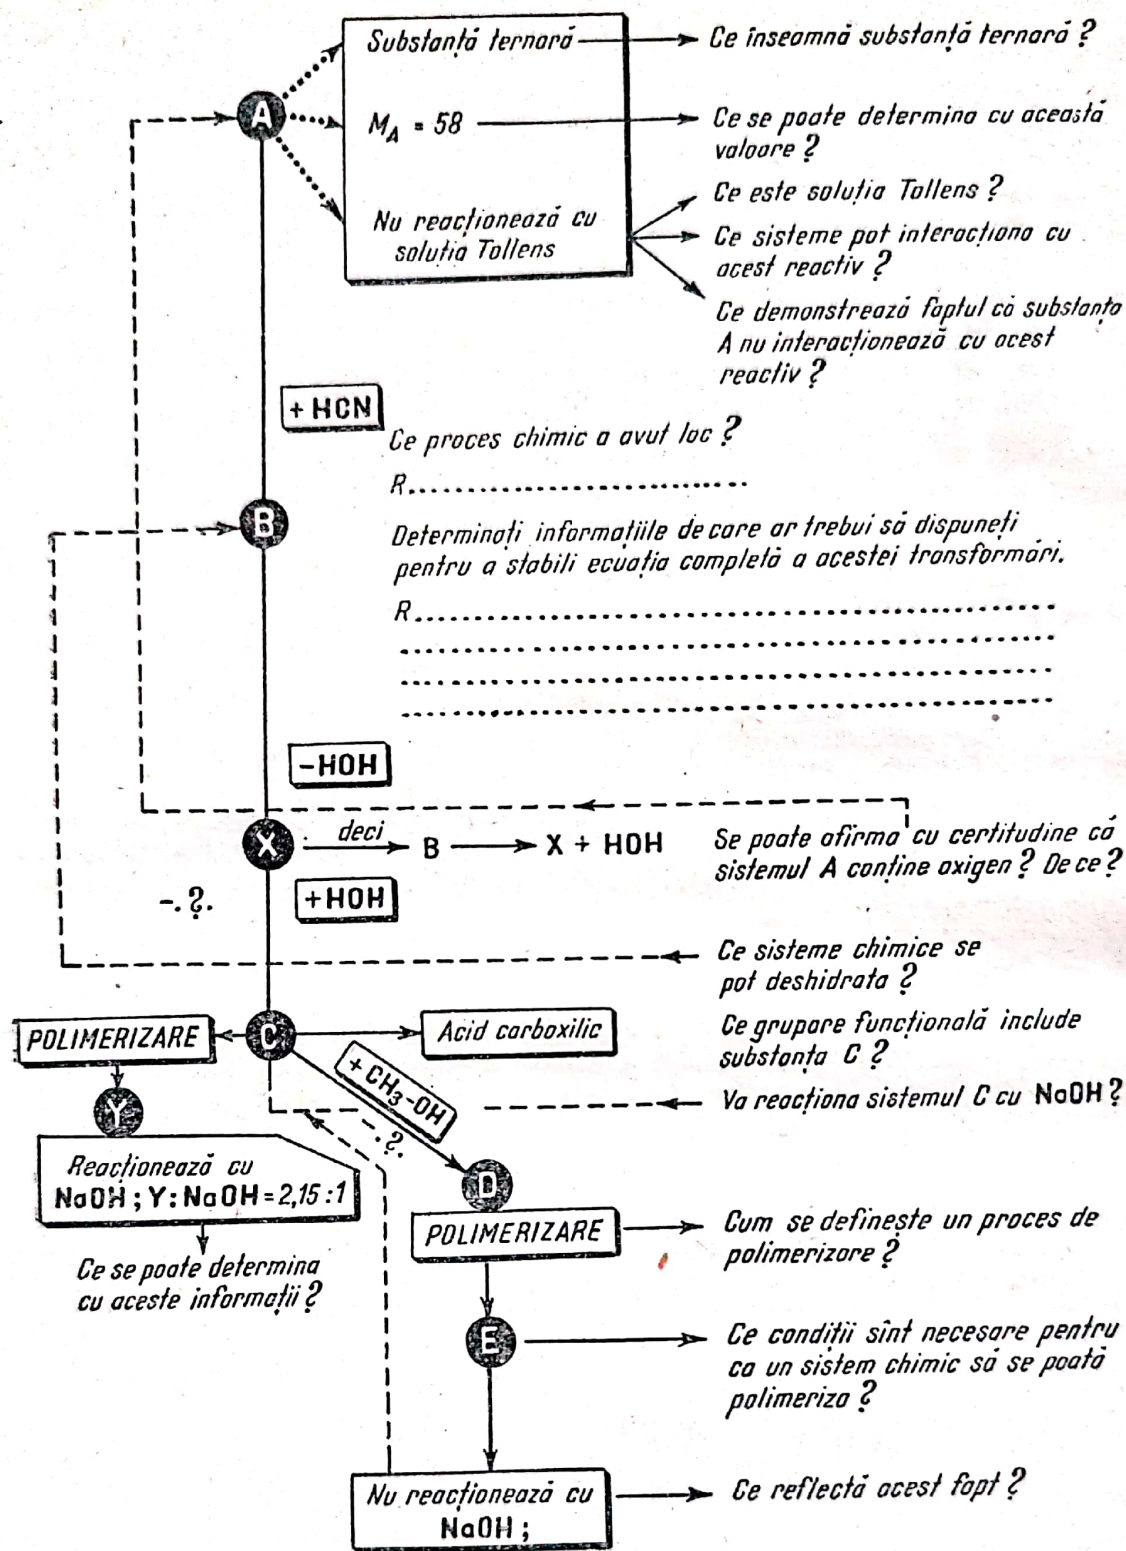 Substanță ternară
Ce înseamnă substanță ternară ?
A
M_A = 58
Ce se poate determina cu această
valoare ?
Nu reacționează cu
soluția Tollens
Ce este soluția Tollens ?
Ce sisteme pot interacționa cu
acest reactiv ?
Ce demonstrează faptul că substanța
A nu interacționează cu acest
reactiv ?
+ HCN
Ce proces chimic a avut loc ?
R..............................
B
Determinați informațiile de care ar trebui să dispuneți
pentru a stabili ecuația completă a acestei transformări.
R..........................................................
..........................................................
..........................................................
..........................................................
-HOH
X
deci
B
X + HOH
Se poate afirma cu certitudine că
sistemul A conține oxigen ? De ce ?
+HOH
-.?.
Ce sisteme chimice se
pot deshidrata ?
POLIMERIZARE
C
Acid carboxilic
Ce grupare funcțională include
substanța C ?
+ CH₃-OH
Va reacționa sistemul C cu NaOH ?
Y
-.?.
Reacționează cu
NaOH ; Y : NaOH = 2,15 : 1
D
POLIMERIZARE
Cum se definește un proces de
polimerizare ?
Ce se poate determina
cu aceste informații ?
E
Ce condiții sînt necesare pentru
ca un sistem chimic să se poată
polimeriza ?
Nu reacționează cu
NaOH ;
Ce reflectă acest fapt ?